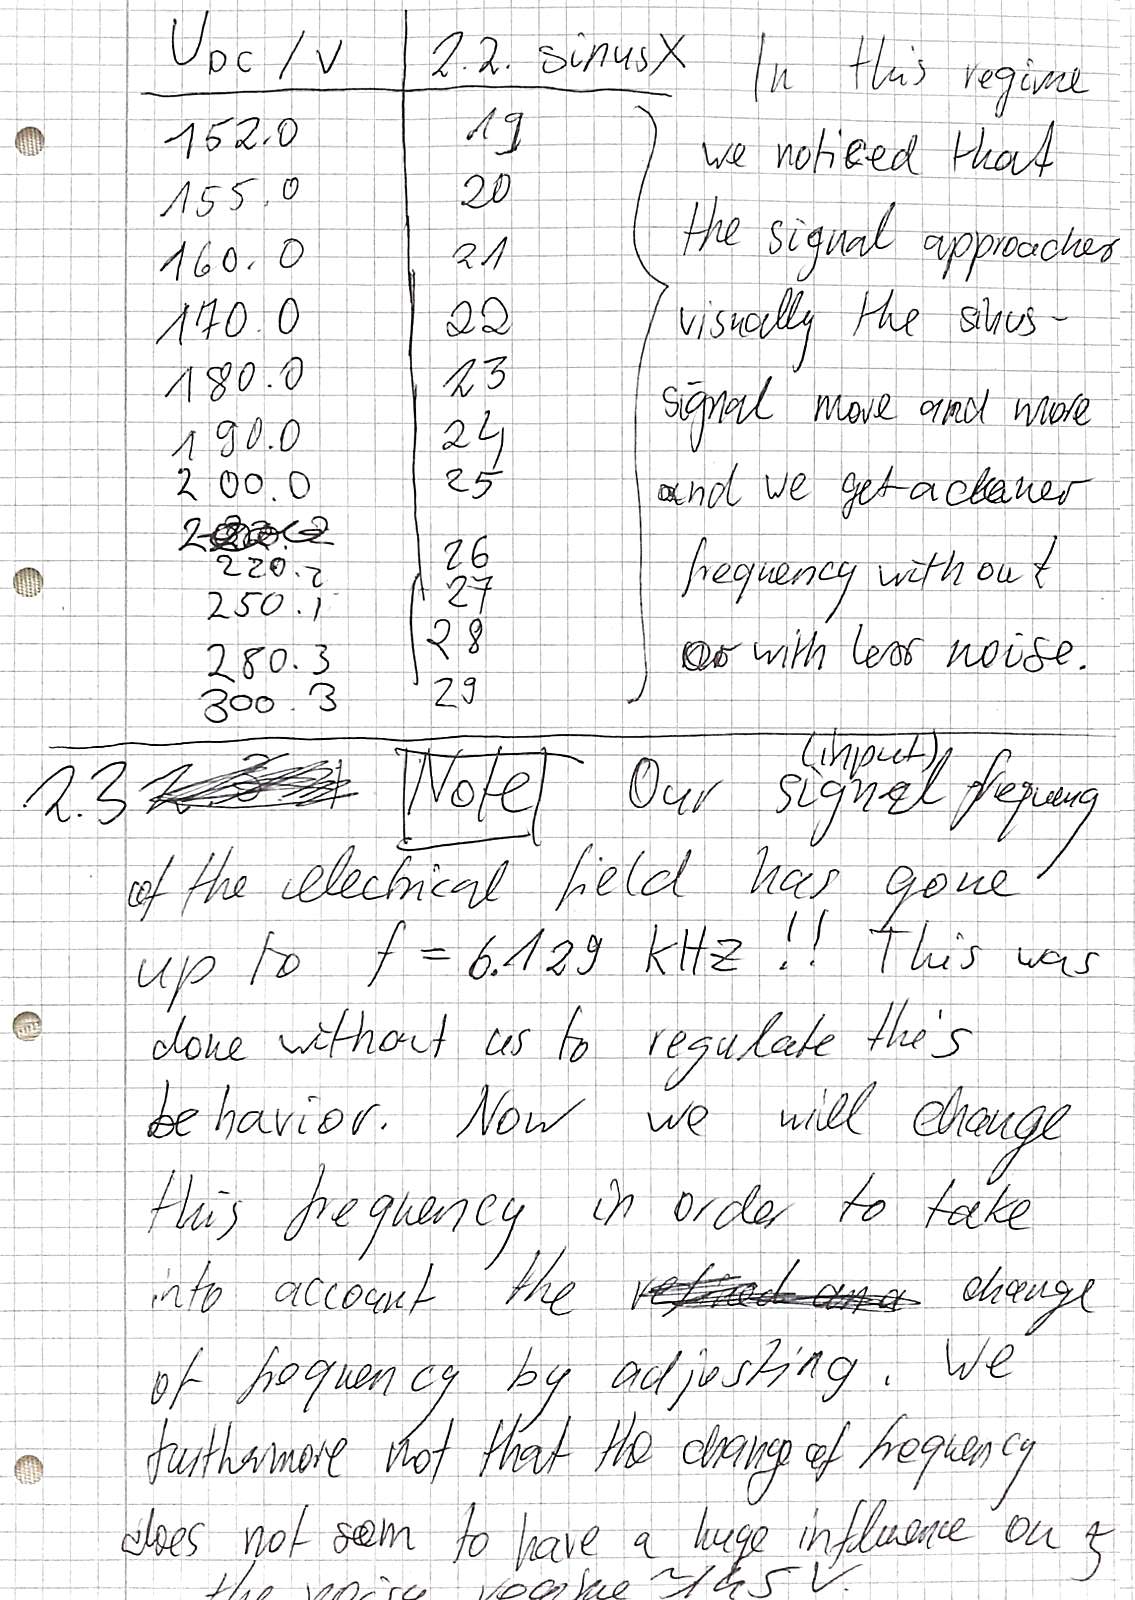 U_DC / V | 2.2. sinusX
152.0 19
155.0 20
160.0 21
170.0 22
180.0 23
190.0 24
200.0 25
220.2 26
250.1 27
280.3 28
300.3 29
In this regime
we noticed that
the signal approaches
visually the sinus-
signal more and more
and we get a cleaner
frequency without
or with less noise.
2.3 Note Our (input) signal frequency
of the electrical field has gone
up to f = 6.129 kHz !! This was
done without us to regulate this
behavior. Now we will change
this frequency in order to take
into account the change
of frequency by adjusting. We
furthermore not that the change of frequency
does not seem to have a huge influence on
the noise regime